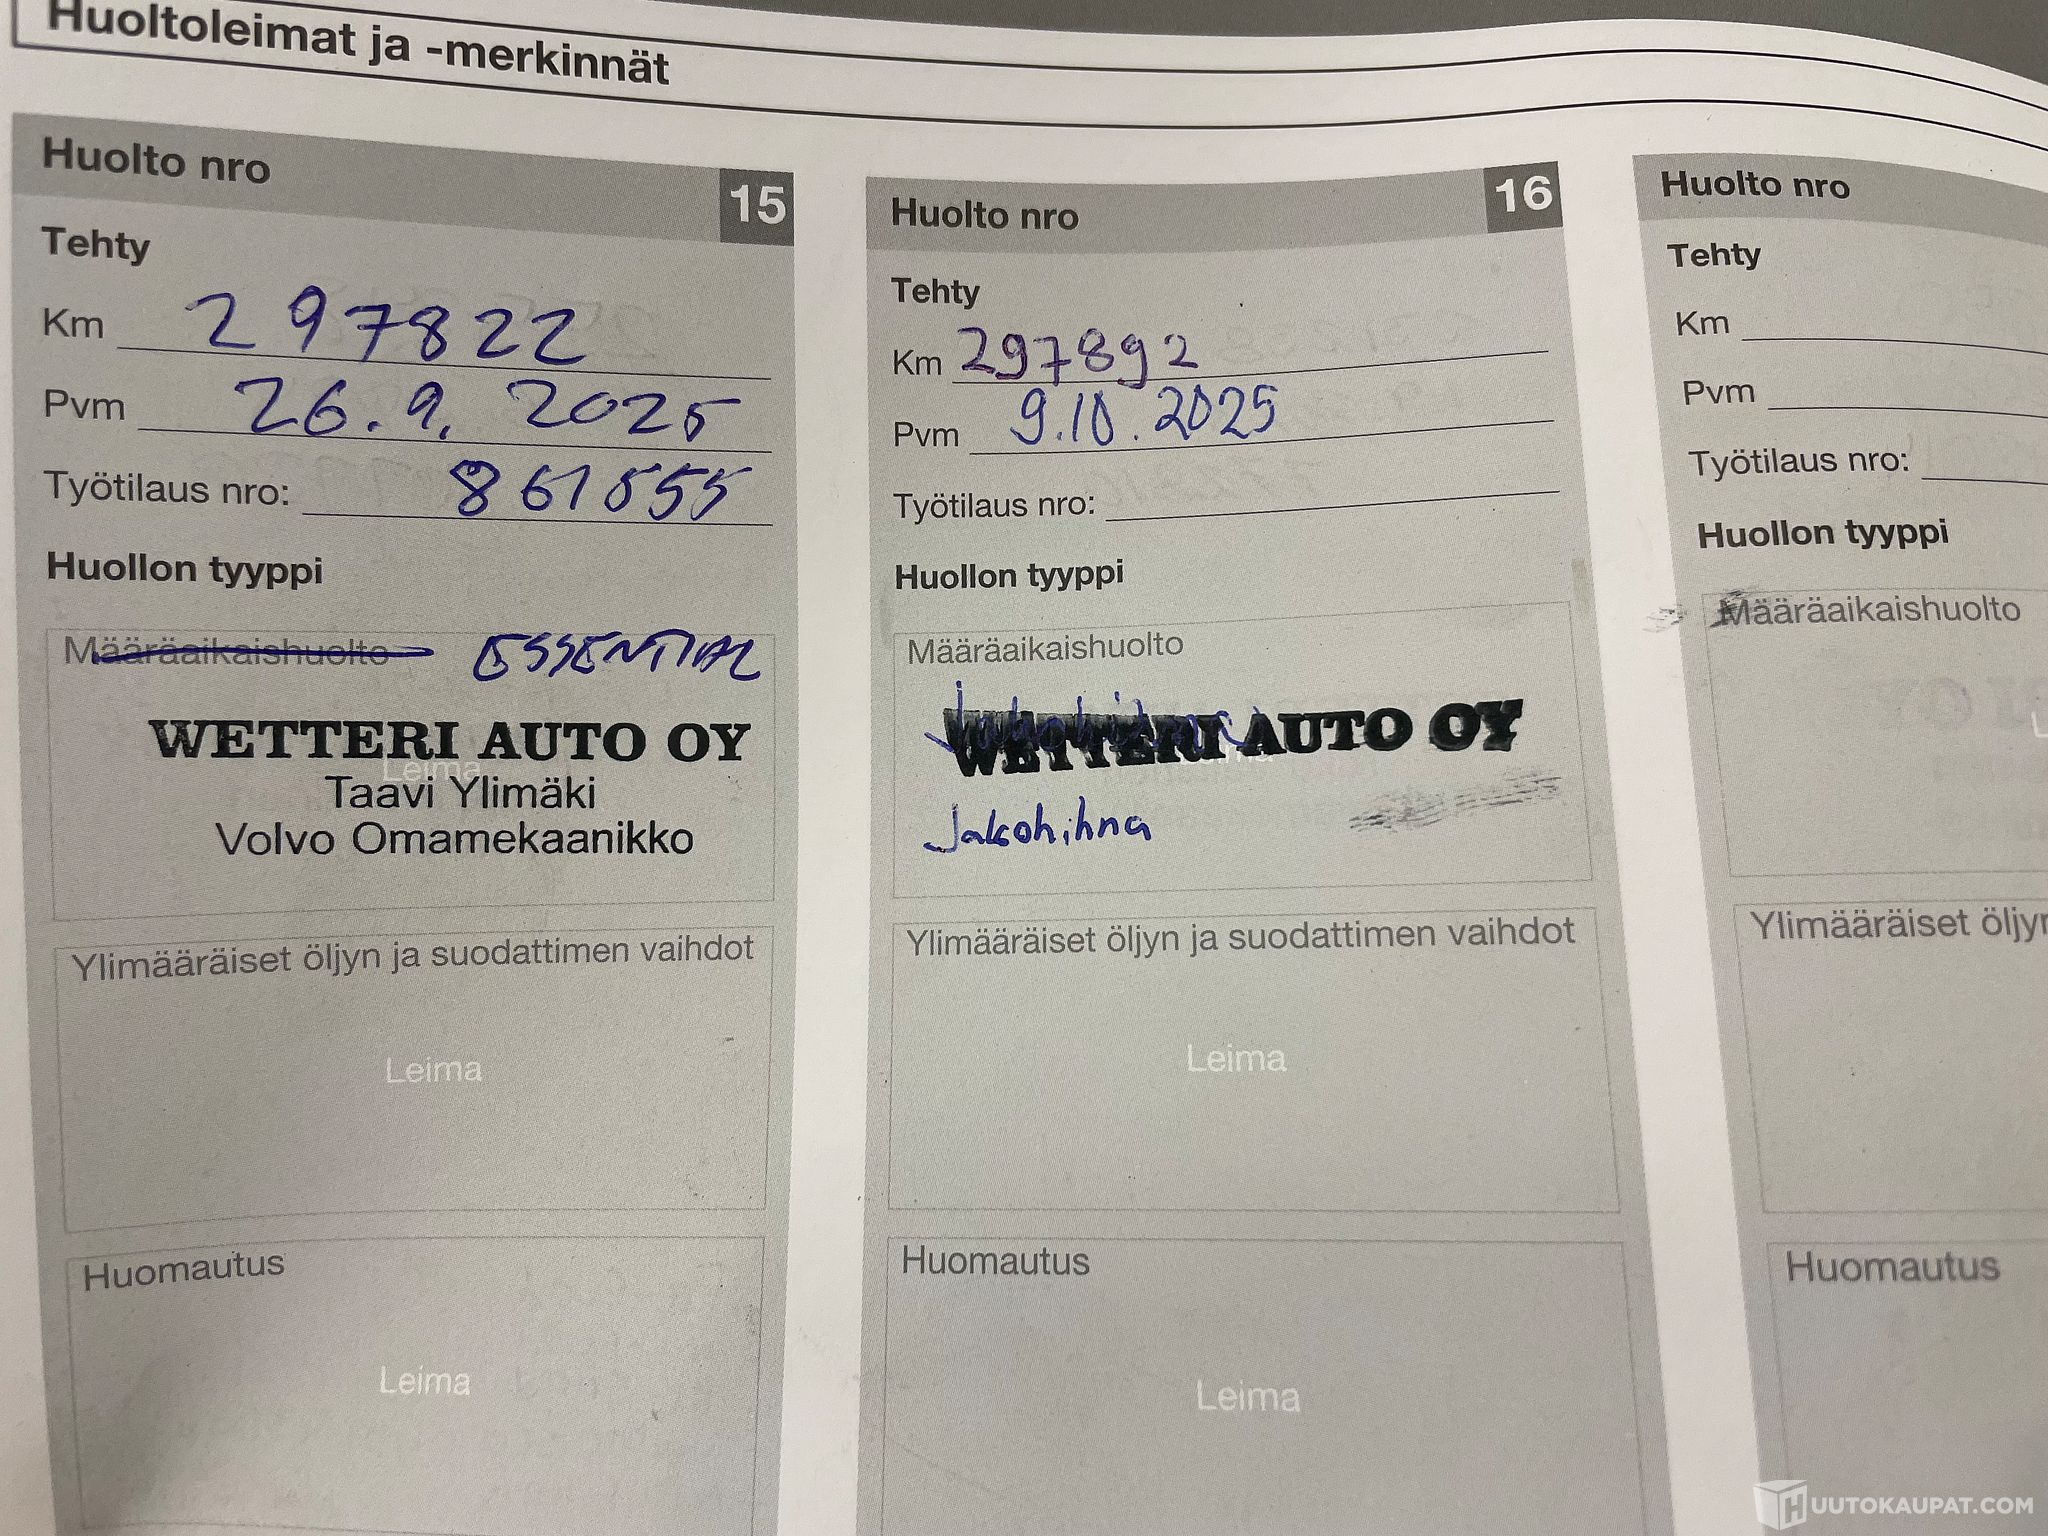 Huoltoleimat ja -merkinnät
Huolto nro 15
Tehty
Km 297822
Pvm 26.9. 2025
Työtilaus nro: 861555
Huollon tyyppi
Määräaikaishuolto ESSENTIAL
WETTERI AUTO OY
Leima
Taavi Ylimäki
Volvo Omamekaanikko
Ylimääräiset öljyn ja suodattimen vaihdot
Leima
Huomautus
Leima
Huolto nro 16
Tehty
Km 297892
Pvm 9.10.2025
Työtilaus nro:
Huollon tyyppi
Määräaikaishuolto
WETTERI AUTO OY
Jakohihna
Ylimääräiset öljyn ja suodattimen vaihdot
Leima
Huomautus
Leima
Huolto nro
Tehty
Km
Pvm
Työtilaus nro:
Huollon tyyppi
Määräaikaishuolto
Ylimääräiset
Huomautus
HUUTOKAUPAT.COM